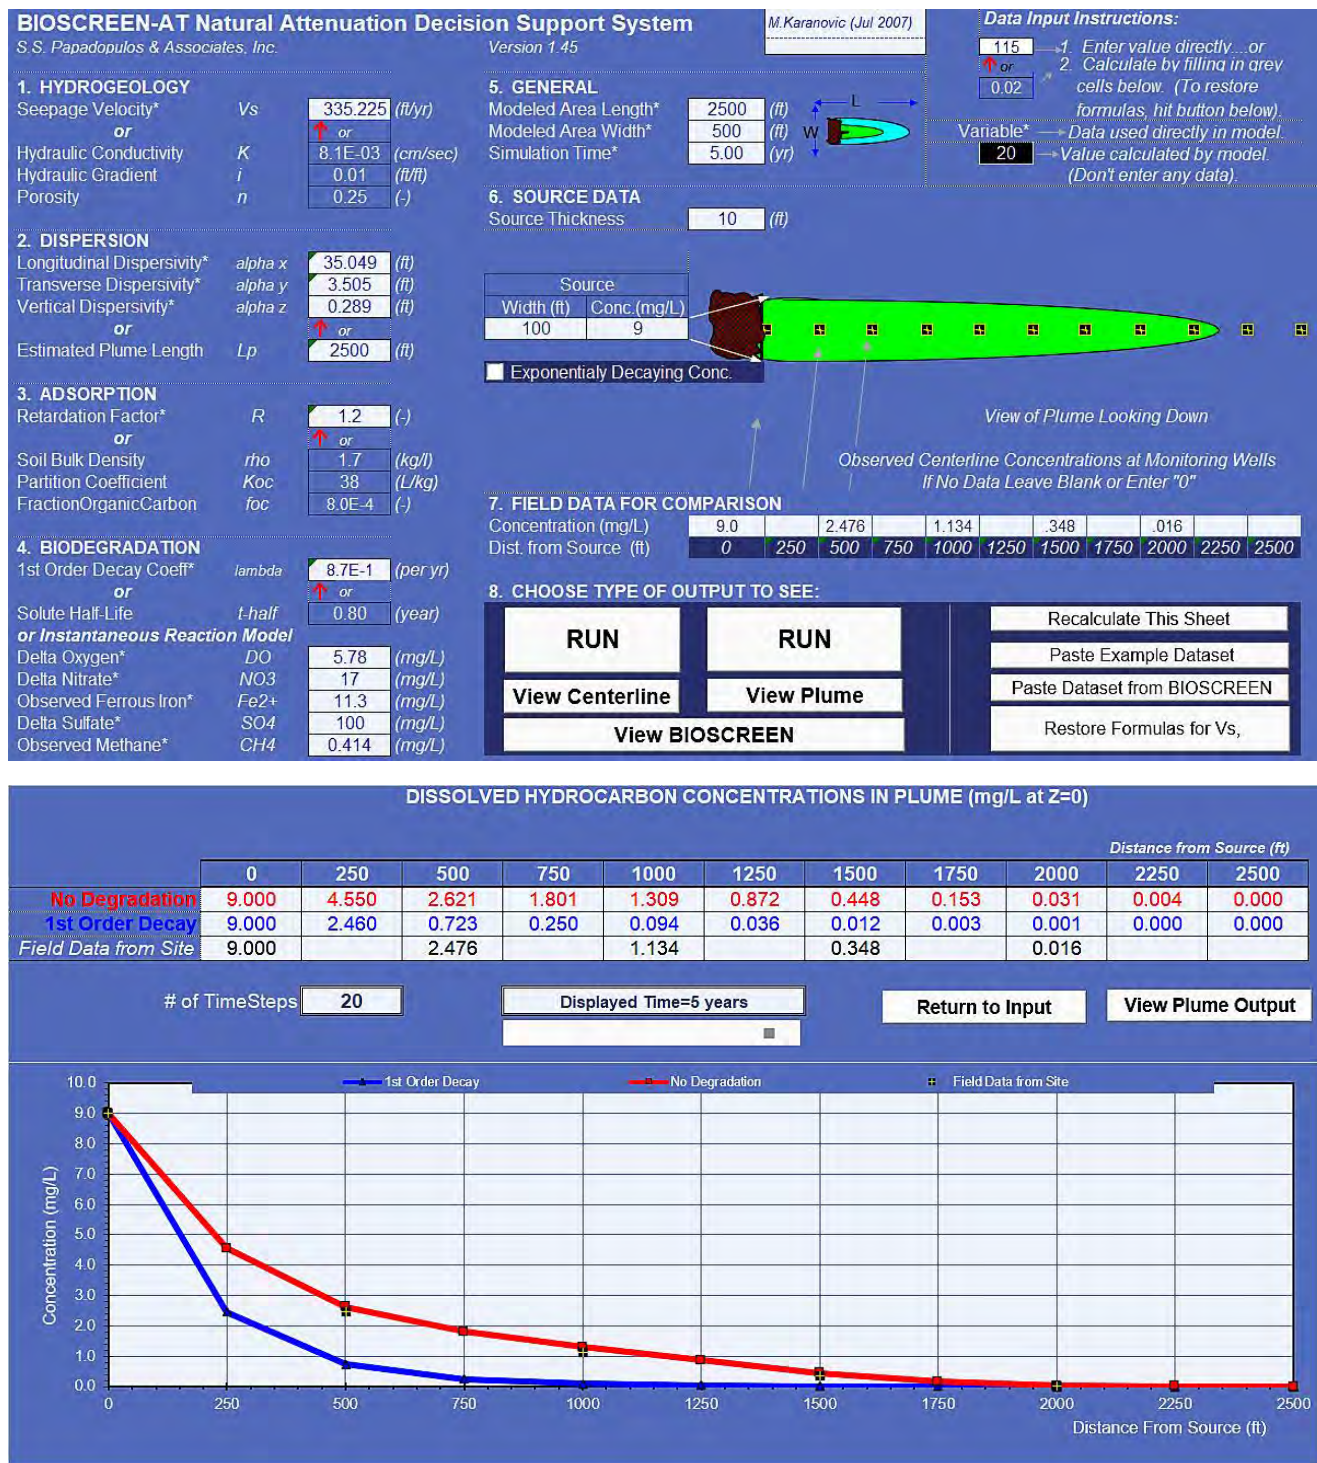 BIOSCREEN-AT Natural Attenuation Decision Support System
S.S. Papadopulos & Associates, Inc.
Version 1.45
M.Karanovic (Jul 2007)
Data Input Instructions:
115
1. Enter value directly....or
or
2. Calculate by filling in grey
0.02
cells below. (To restore
formulas, hit button below).
Variable*
Data used directly in model.
20
Value calculated by model.
(Don't enter any data).
1. HYDROGEOLOGY
Seepage Velocity* Vs 335.225 (ft/yr)
or or
Hydraulic Conductivity K 8.1E-03 (cm/sec)
Hydraulic Gradient i 0.01 (ft/ft)
Porosity n 0.25 (-)
2. DISPERSION
Longitudinal Dispersivity* alpha x 35.049 (ft)
Transverse Dispersivity* alpha y 3.505 (ft)
Vertical Dispersivity* alpha z 0.289 (ft)
or or
Estimated Plume Length Lp 2500 (ft)
3. ADSORPTION
Retardation Factor* R 1.2 (-)
or or
Soil Bulk Density rho 1.7 (kg/l)
Partition Coefficient Koc 38 (L/kg)
FractionOrganicCarbon foc 8.0E-4 (-)
4. BIODEGRADATION
1st Order Decay Coeff* lambda 8.7E-1 (per yr)
or or
Solute Half-Life t-half 0.80 (year)
or Instantaneous Reaction Model
Delta Oxygen* DO 5.78 (mg/L)
Delta Nitrate* NO3 17 (mg/L)
Observed Ferrous Iron* Fe2+ 11.3 (mg/L)
Delta Sulfate* SO4 100 (mg/L)
Observed Methane* CH4 0.414 (mg/L)
5. GENERAL
Modeled Area Length* 2500 (ft)
Modeled Area Width* 500 (ft)
Simulation Time* 5.00 (yr)
L
W
6. SOURCE DATA
Source Thickness 10 (ft)
Source
Width (ft) Conc.(mg/L)
100 9
Exponentialy Decaying Conc.
View of Plume Looking Down
Observed Centerline Concentrations at Monitoring Wells
If No Data Leave Blank or Enter "0"
7. FIELD DATA FOR COMPARISON
Concentration (mg/L) 9.0 2.476 1.134 .348 .016
Dist. from Source (ft) 0 250 500 750 1000 1250 1500 1750 2000 2250 2500
8. CHOOSE TYPE OF OUTPUT TO SEE:
RUN RUN
View Centerline View Plume
View BIOSCREEN
Recalculate This Sheet
Paste Example Dataset
Paste Dataset from BIOSCREEN
Restore Formulas for Vs,
DISSOLVED HYDROCARBON CONCENTRATIONS IN PLUME (mg/L at Z=0)
Distance from Source (ft)
0 250 500 750 1000 1250 1500 1750 2000 2250 2500
No Degradation 9.000 4.550 2.621 1.801 1.309 0.872 0.448 0.153 0.031 0.004 0.000
1st Order Decay 9.000 2.460 0.723 0.250 0.094 0.036 0.012 0.003 0.001 0.000 0.000
Field Data from Site 9.000 2.476 1.134 0.348 0.016
# of TimeSteps 20
Displayed Time=5 years
Return to Input
View Plume Output
1st Order Decay No Degradation Field Data from Site
Concentration (mg/L)
10.0
9.0
8.0
7.0
6.0
5.0
4.0
3.0
2.0
1.0
0.0
0 250 500 750 1000 1250 1500 1750 2000 2250 2500
Distance From Source (ft)